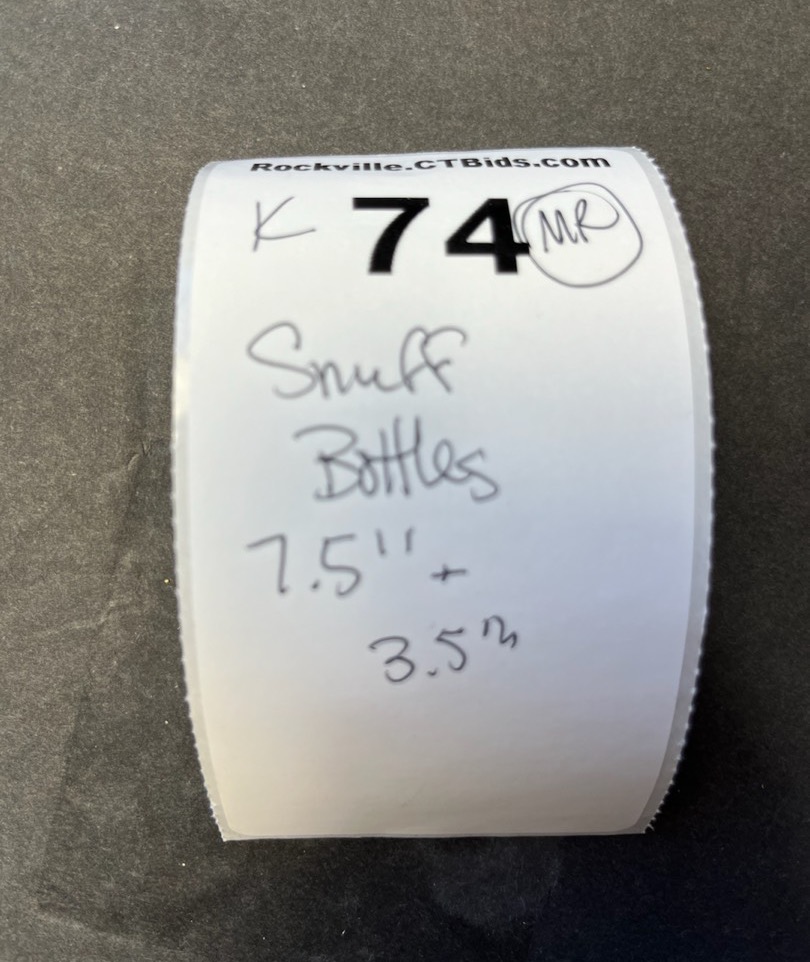 Rockville.CTBids.com
K 74 MR
Snuff
Bottles
7.5" +
3.5"